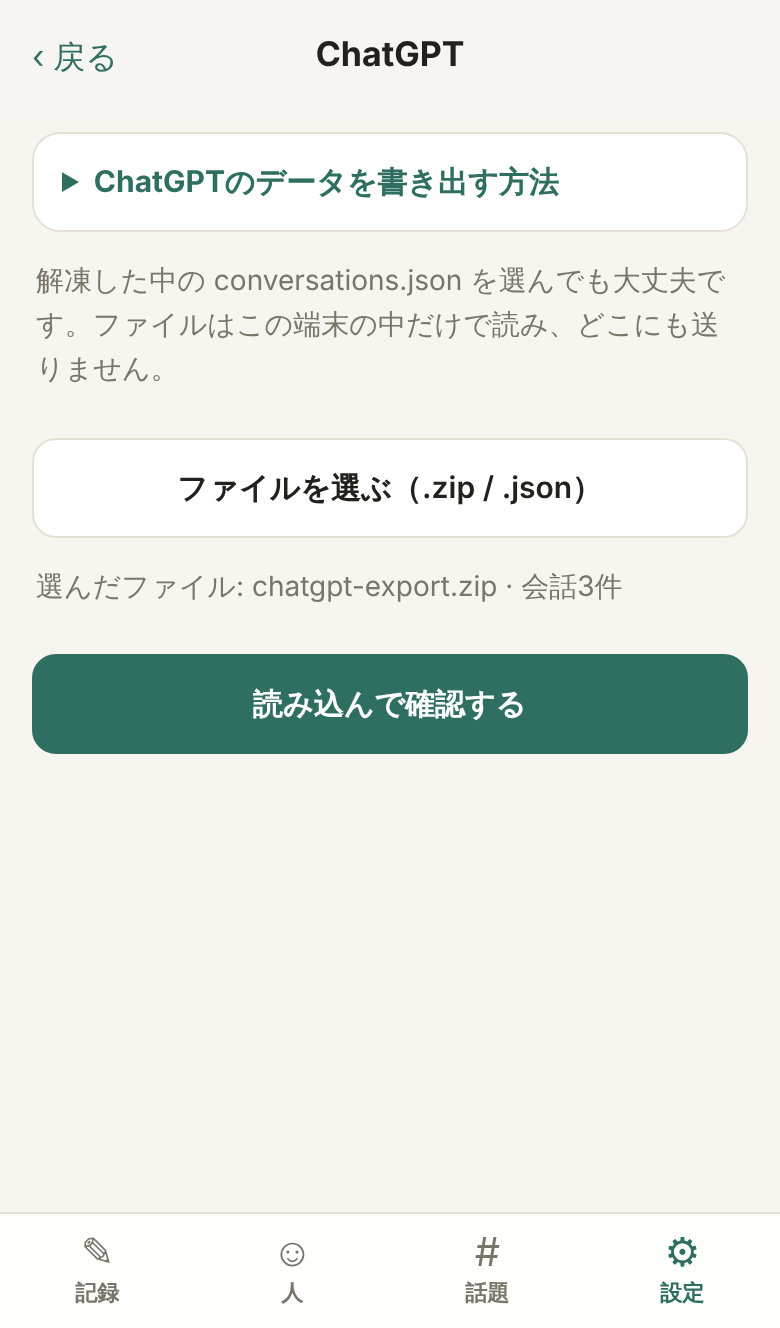 ‹ 戻る
ChatGPT
▶ ChatGPTのデータを書き出す方法
解凍した中の conversations.json を選んでも大丈夫で
す。ファイルはこの端末の中だけで読み、どこにも送
りません。
ファイルを選ぶ（.zip / .json）
選んだファイル: chatgpt-export.zip · 会話3件
読み込んで確認する
記録
人
# 
話題
設定